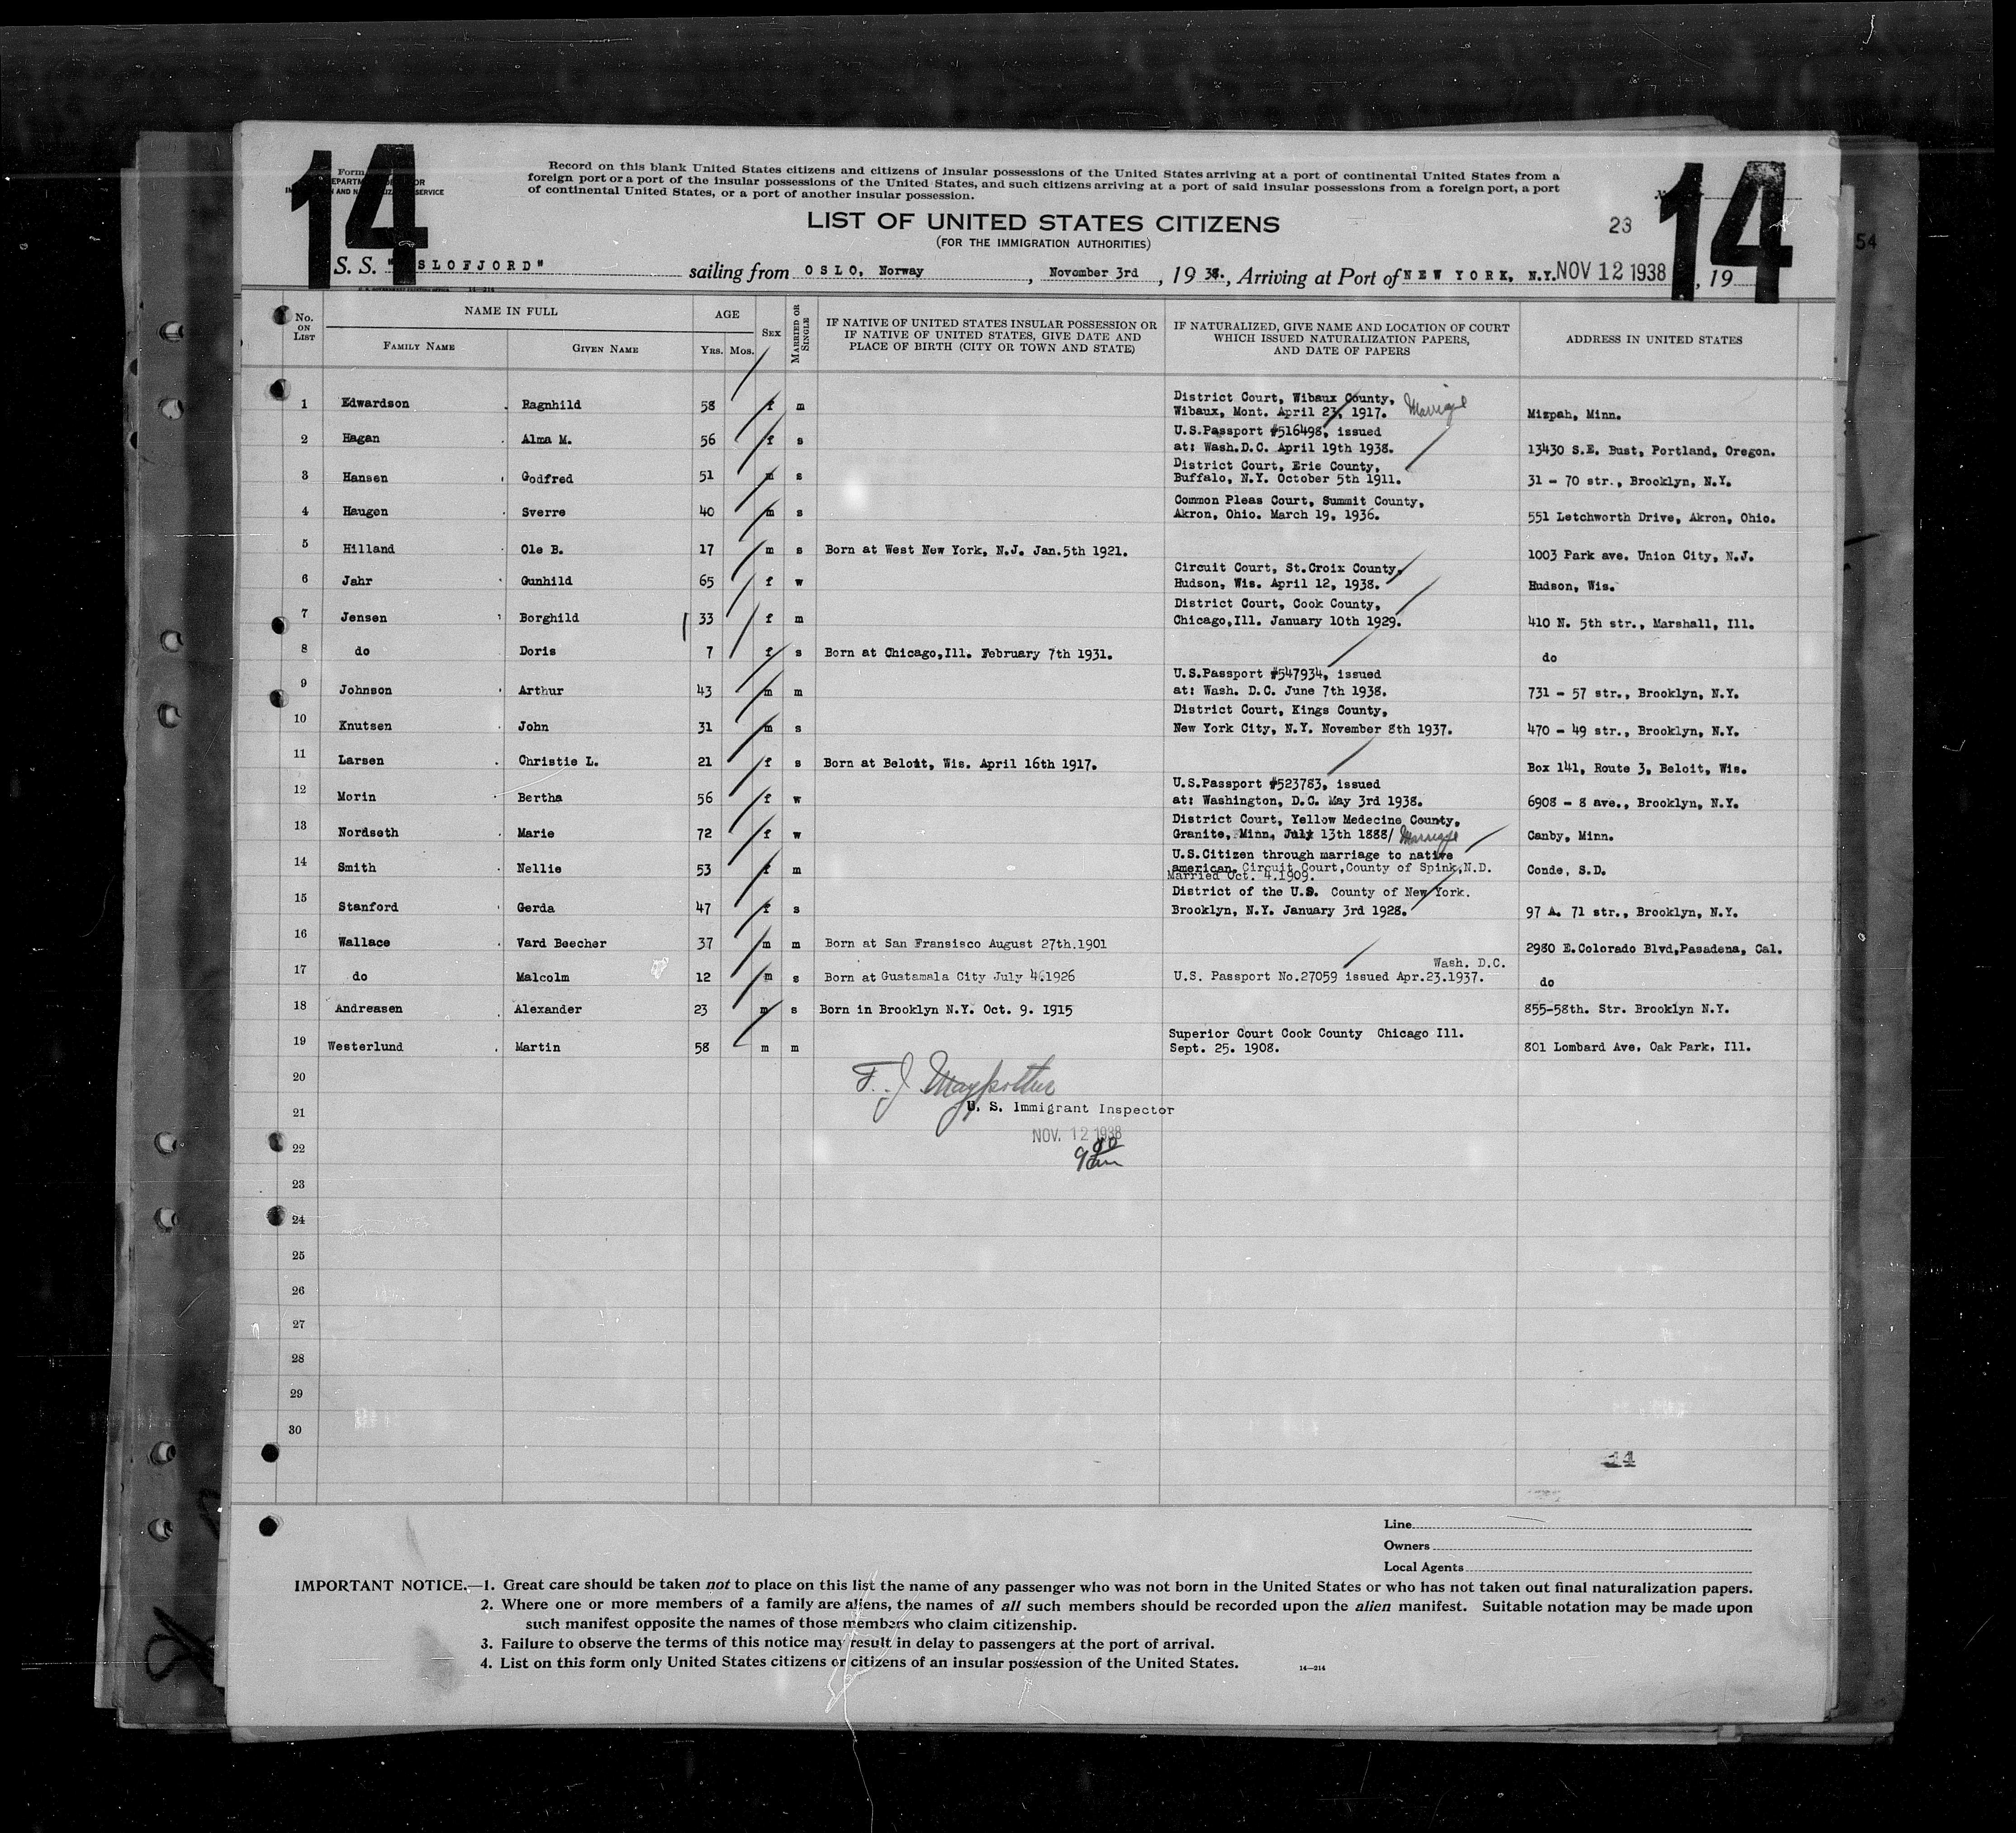 14
14
Form
Record on this blank United States citizens and citizens of insular possessions of the United States arriving at a port of continental United States from a
foreign port or a port of the insular possessions of the United States, and such citizens arriving at a port of said insular possessions from a foreign port, a port
of continental United States, or a port of another insular possession.
LIST OF UNITED STATES CITIZENS
(FOR THE IMMIGRATION AUTHORITIES)
23
54
S. S. "SLOFJORD" sailing from OSLO, Norway, November 3rd, 19 38., Arriving at Port of NEW YORK, N.Y. NOV 12 1938, 19
No. ON LIST
NAME IN FULL
FAMILY NAME GIVEN NAME
AGE
YRS. MOS.
SEX
MARRIED OR SINGLE
IF NATIVE OF UNITED STATES INSULAR POSSESSION OR
IF NATIVE OF UNITED STATES, GIVE DATE AND
PLACE OF BIRTH (CITY OR TOWN AND STATE)
IF NATURALIZED, GIVE NAME AND LOCATION OF COURT
WHICH ISSUED NATURALIZATION PAPERS,
AND DATE OF PAPERS
ADDRESS IN UNITED STATES
District Court, Wibaux County,
1 Edwardson Ragnhild 58 f m Wibaux, Mont. April 23, 1917. Marriage Mizpah, Minn.
U.S.Passport #516498, issued
2 Hagan Alma M. 56 f s at: Wash.D.C. April 19th 1938. 13430 S.E. Bust, Portland, Oregon.
District Court, Erie County,
3 Hansen Godfred 51 m s Buffalo, N.Y. October 5th 1911. 31 - 70 str., Brooklyn, N.Y.
Common Pleas Court, Summit County,
4 Haugen Sverre 40 m s Akron, Ohio. March 19, 1936. 551 Letchworth Drive, Akron, Ohio.
5 Hilland Ole B. 17 m s Born at West New York, N.J. Jan.5th 1921. 1003 Park ave. Union City, N.J.
Circuit Court, St.Croix County,
6 Jahr Gunhild 65 f w Hudson, Wis. April 12, 1938. Hudson, Wis.
District Court, Cook County,
7 Jensen Borghild 33 f m Chicago,Ill. January 10th 1929. 410 N. 5th str., Marshall, Ill.
8 do Doris 7 f s Born at Chicago,Ill. February 7th 1931. do
U.S.Passport #547934, issued
9 Johnson Arthur 43 m m at: Wash. D.C. June 7th 1938. 731 - 57 str., Brooklyn, N.Y.
District Court, Kings County,
10 Knutsen John 31 m s New York City, N.Y. November 8th 1937. 470 - 49 str., Brooklyn, N.Y.
11 Larsen Christie L. 21 f s Born at Beloit, Wis. April 16th 1917. Box 141, Route 3, Beloit, Wis.
U.S.Passport #523783, issued
12 Morin Bertha 56 f w at: Washington, D.C. May 3rd 1938. 6908 - 8 ave., Brooklyn, N.Y.
District Court, Yellow Medecine County,
13 Nordseth Marie 72 f w Granite, Minn. July 13th 1888/ Marriage Canby, Minn.
U.S.Citizen through marriage to native
14 Smith Nellie 53 f m american. Circuit Court,County of Spink,N.D. Conde, S.D.
Married Oct. 4.1909.
District of the U.S. County of New York.
15 Stanford Gerda 47 f s Brooklyn, N.Y. January 3rd 1928. 97 A. 71 str., Brooklyn, N.Y.
16 Wallace Vard Beecher 37 m m Born at San Fransisco August 27th.1901 2980 E.Colorado Blvd,Pasadena, Cal.
Wash. D.C.
17 do Malcolm 12 m s Born at Guatamala City July 4.1926 U.S. Passport No.27059 issued Apr.23.1937. do
18 Andreasen Alexander 23 m s Born in Brooklyn N.Y. Oct. 9. 1915 855-58th. Str. Brooklyn N.Y.
Superior Court Cook County Chicago Ill.
19 Westerlund Martin 58 m m Sept. 25. 1908. 801 Lombard Ave. Oak Park, Ill.
20
F. J.
21 U. S. Immigrant Inspector
NOV. 12 1938
22 9 00 am
23
24
25
26
27
28
29
30
14
Line
Owners
Local Agents
IMPORTANT NOTICE.—1. Great care should be taken not to place on this list the name of any passenger who was not born in the United States or who has not taken out final naturalization papers.
2. Where one or more members of a family are aliens, the names of all such members should be recorded upon the alien manifest. Suitable notation may be made upon
such manifest opposite the names of those members who claim citizenship.
3. Failure to observe the terms of this notice may result in delay to passengers at the port of arrival.
4. List on this form only United States citizens or citizens of an insular possession of the United States.
14—214